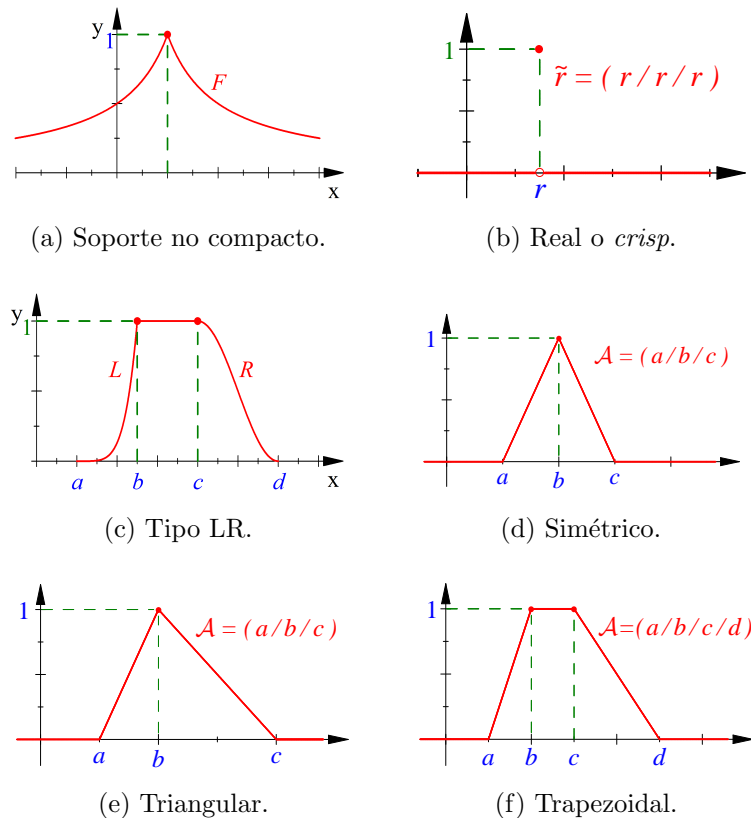 y
1
F
x
(a) Soporte no compacto.
1
r̃ = ( r / r / r )
r
(b) Real o crisp.
y
1
L
R
a b c d
x
(c) Tipo LR.
1
𝒜 = ( a / b / c )
a b c
(d) Simétrico.
1
𝒜 = ( a / b / c )
a b c
(e) Triangular.
1
𝒜=( a / b / c / d )
a b c d
(f) Trapezoidal.